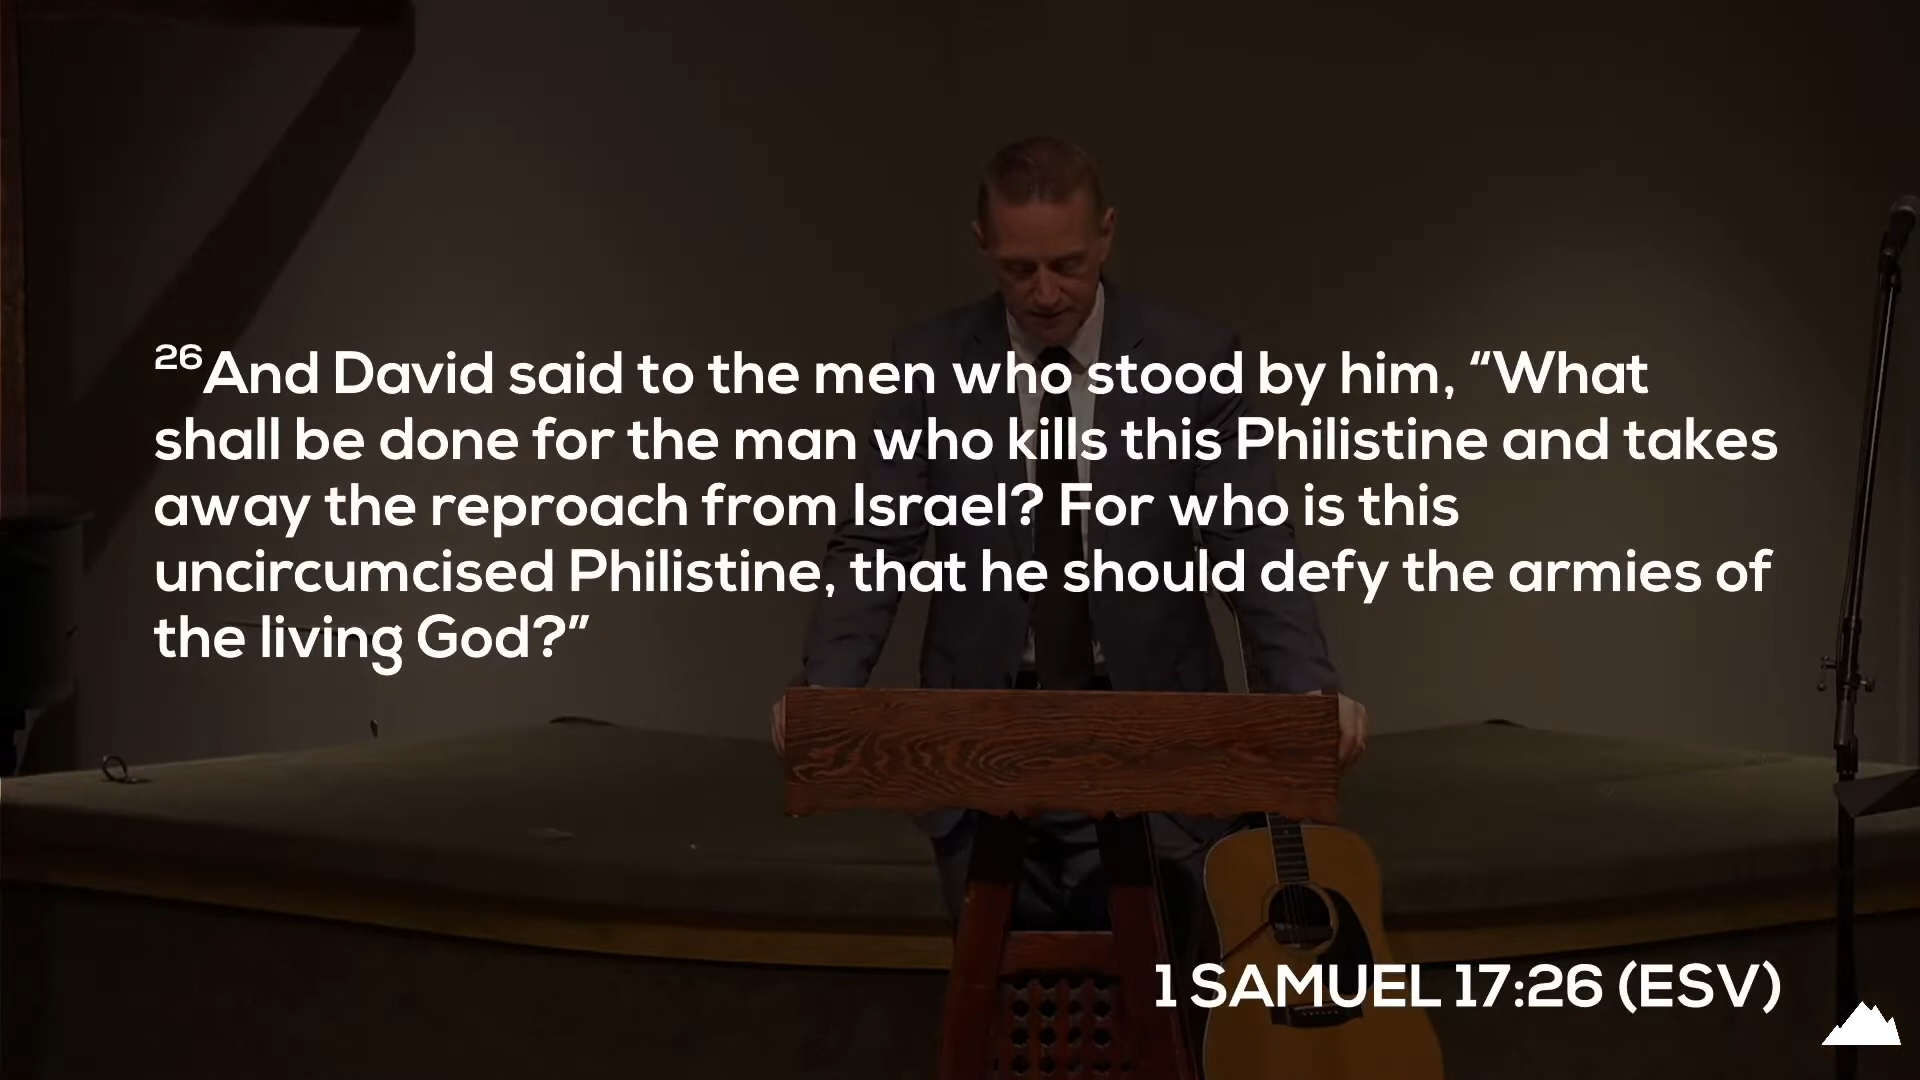 26And David said to the men who stood by him, “What
shall be done for the man who kills this Philistine and takes
away the reproach from Israel? For who is this
uncircumcised Philistine, that he should defy the armies of
the living God?”
1 SAMUEL 17:26 (ESV)